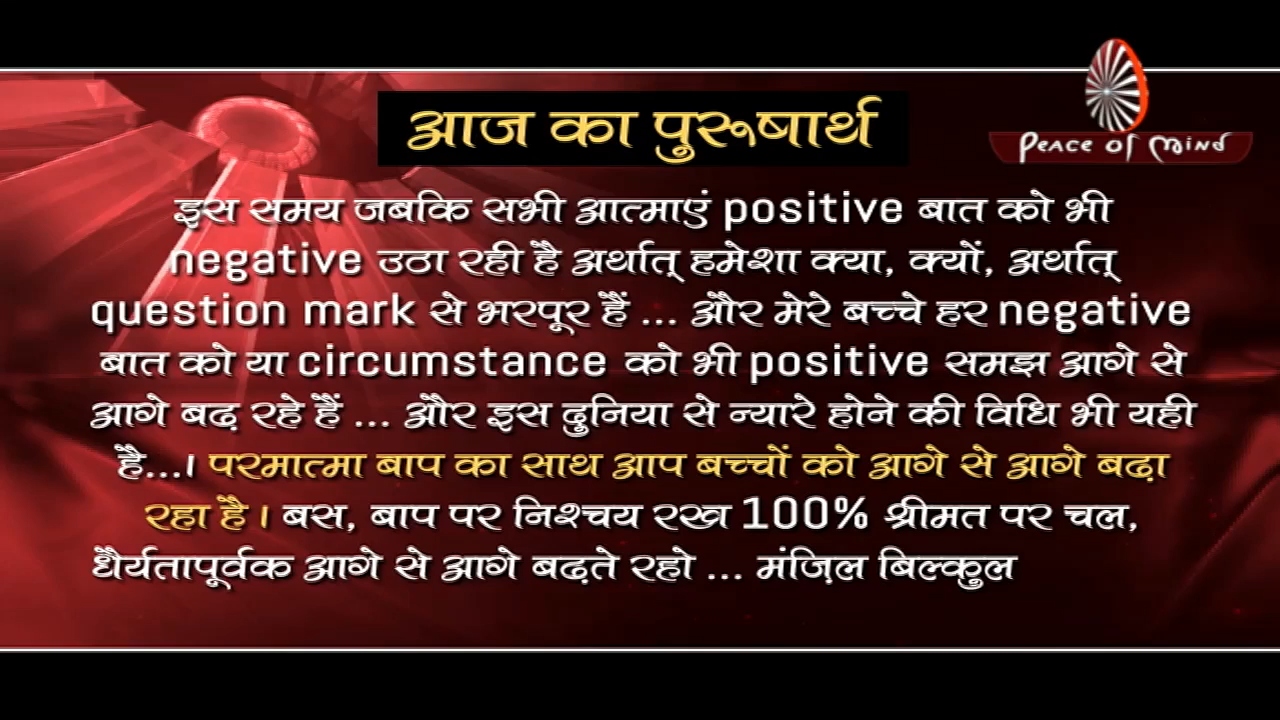 आज का पुरूषार्थ
Peace of Mind
इस समय जबकि सभी आत्माएं positive बात को भी
negative उठा रही है अर्थात् हमेशा क्या, क्यों, अर्थात्
question mark से भरपूर हैं ... और मेरे बच्चे हर negative
बात को या circumstance को भी positive समझ आगे से
आगे बढ़ रहे हैं ... और इस दुनिया से न्यारे होने की विधि भी यही
है...। परमात्मा बाप का साथ आप बच्चों को आगे से आगे बढ़ा
रहा है। बस, बाप पर निश्चय रख 100% श्रीमत पर चल,
धैर्यतापूर्वक आगे से आगे बढ़ते रहो ... मंज़िल बिल्कुल